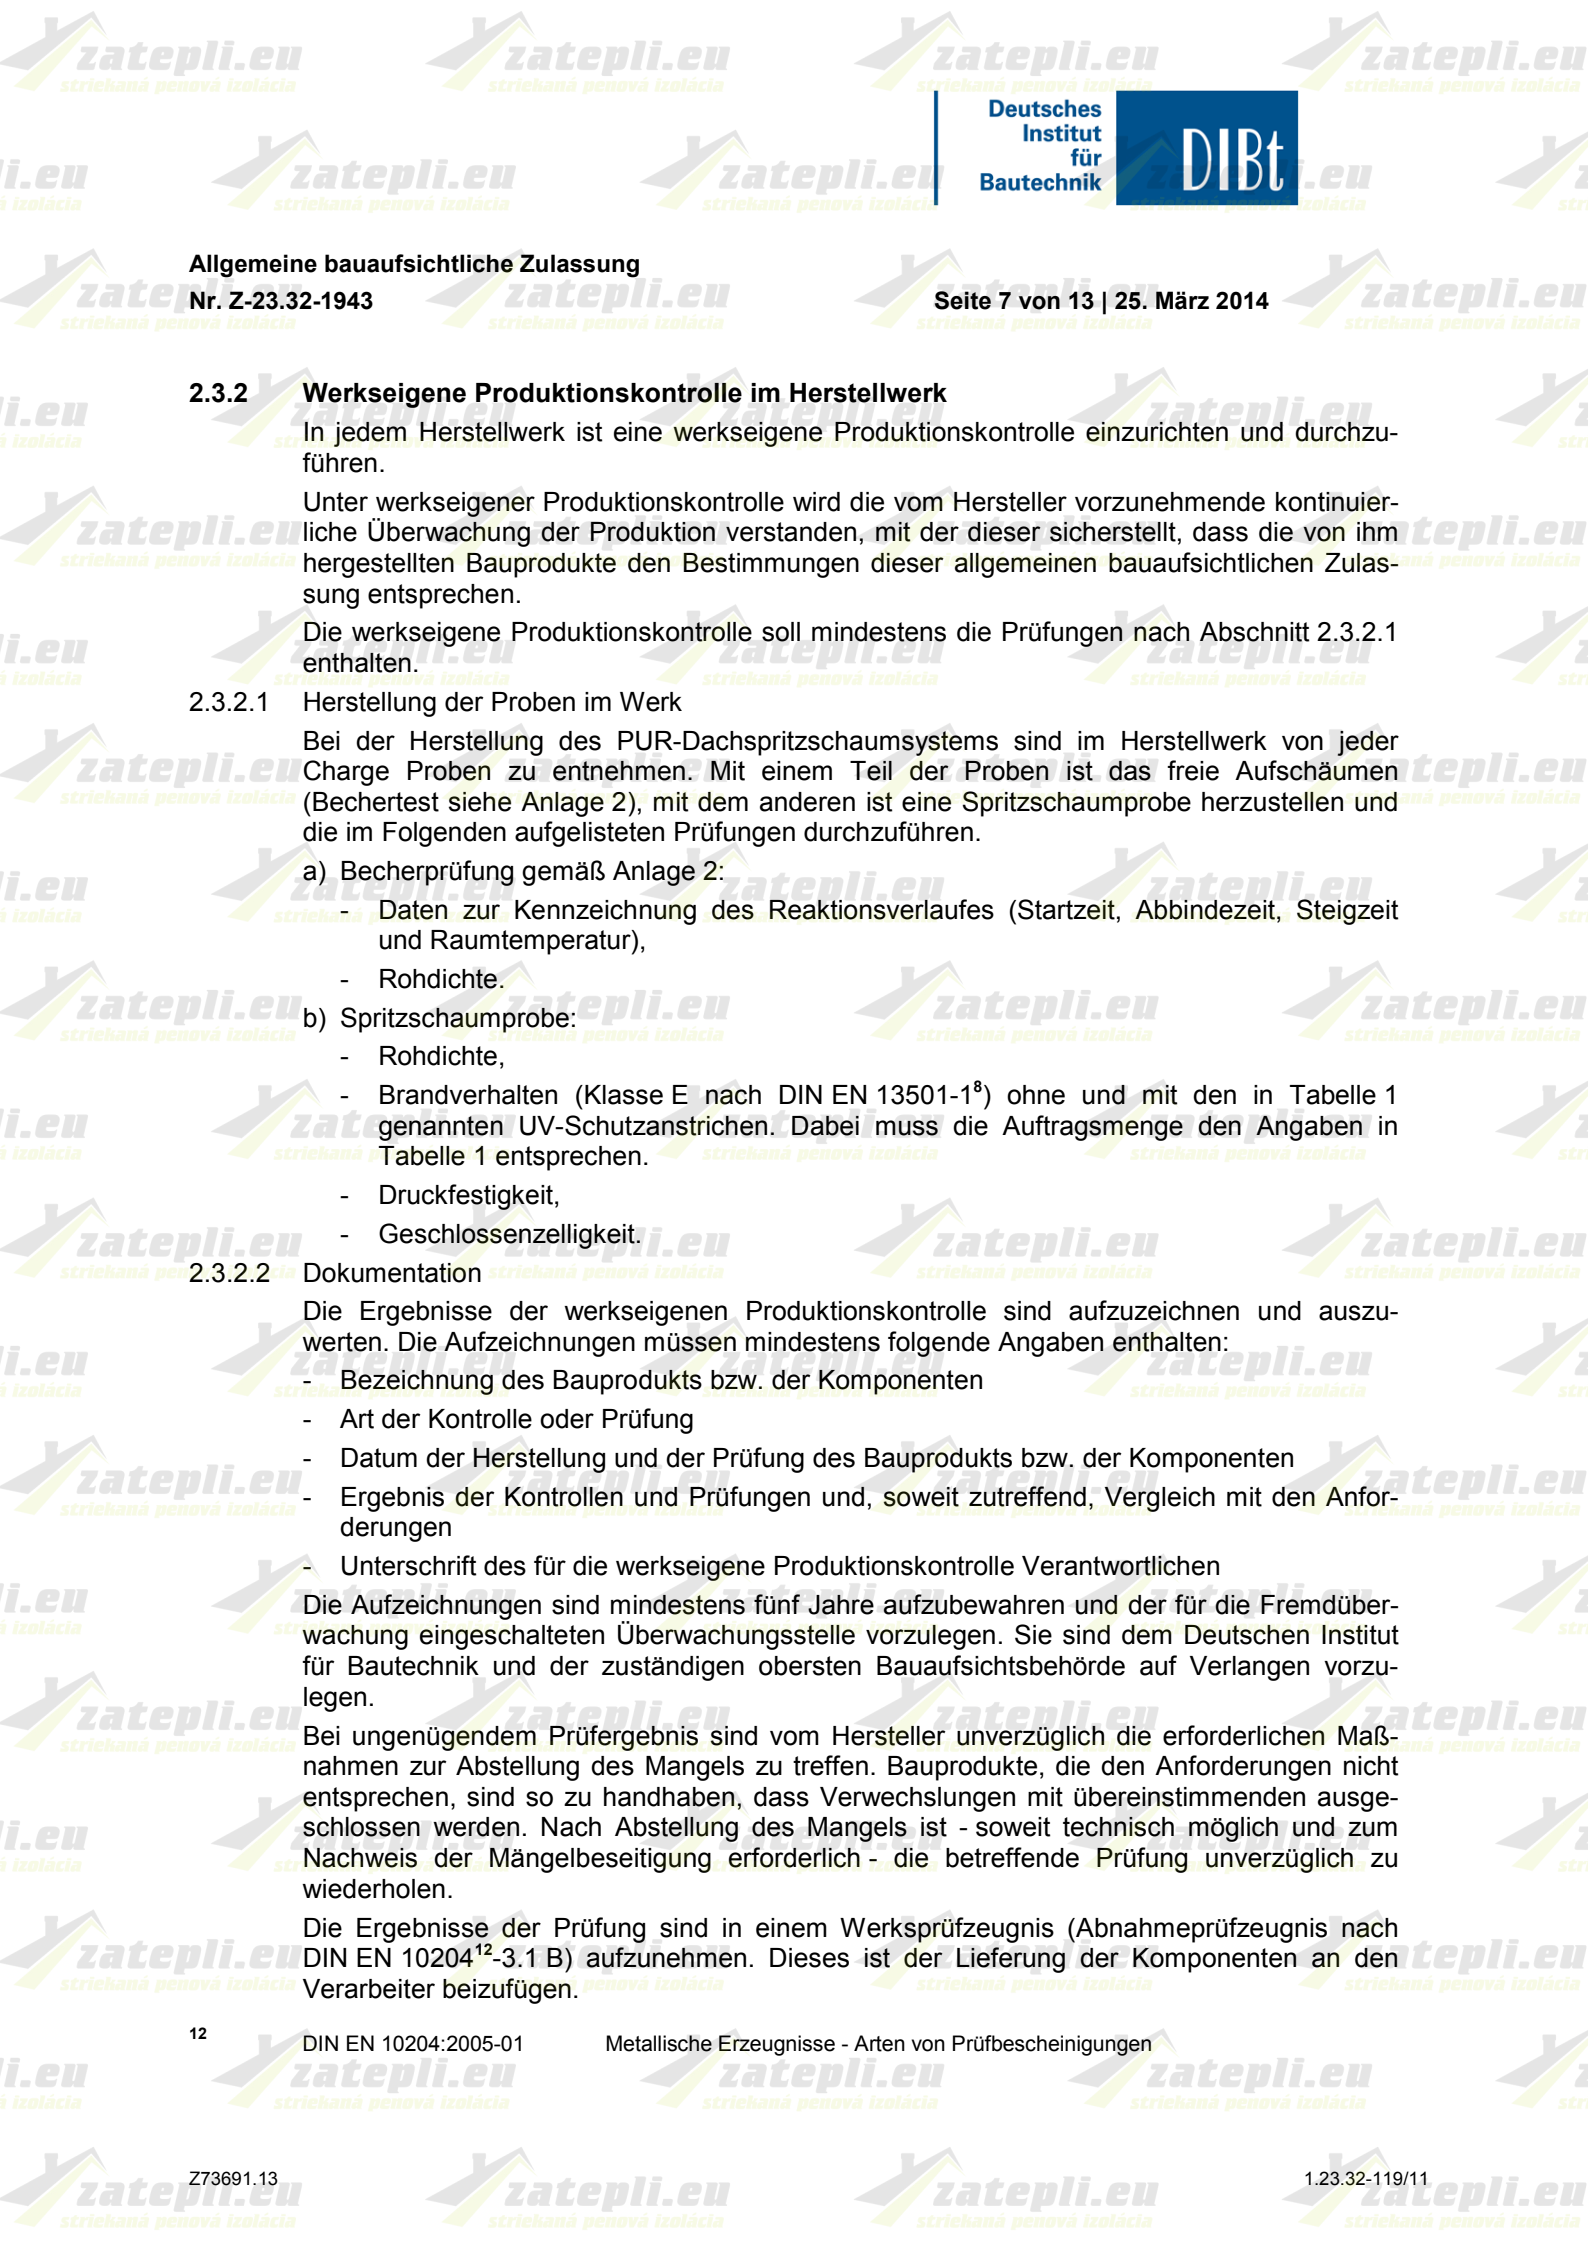 Deutsches
Institut
für
Bautechnik
DIBt
Allgemeine bauaufsichtliche Zulassung
Nr. Z-23.32-1943
Seite 7 von 13 | 25. März 2014
2.3.2 Werkseigene Produktionskontrolle im Herstellwerk
In jedem Herstellwerk ist eine werkseigene Produktionskontrolle einzurichten und durchzu-
führen.
Unter werkseigener Produktionskontrolle wird die vom Hersteller vorzunehmende kontinuier-
liche Überwachung der Produktion verstanden, mit der dieser sicherstellt, dass die von ihm
hergestellten Bauprodukte den Bestimmungen dieser allgemeinen bauaufsichtlichen Zulas-
sung entsprechen.
Die werkseigene Produktionskontrolle soll mindestens die Prüfungen nach Abschnitt 2.3.2.1
enthalten.
2.3.2.1 Herstellung der Proben im Werk
Bei der Herstellung des PUR-Dachspritzschaumsystems sind im Herstellwerk von jeder
Charge Proben zu entnehmen. Mit einem Teil der Proben ist das freie Aufschäumen
(Bechertest siehe Anlage 2), mit dem anderen ist eine Spritzschaumprobe herzustellen und
die im Folgenden aufgelisteten Prüfungen durchzuführen.
a) Becherprüfung gemäß Anlage 2:
- Daten zur Kennzeichnung des Reaktionsverlaufes (Startzeit, Abbindezeit, Steigzeit
und Raumtemperatur),
- Rohdichte.
b) Spritzschaumprobe:
- Rohdichte,
- Brandverhalten (Klasse E nach DIN EN 13501-1⁸) ohne und mit den in Tabelle 1
genannten UV-Schutzanstrichen. Dabei muss die Auftragsmenge den Angaben in
Tabelle 1 entsprechen.
- Druckfestigkeit,
- Geschlossenzelligkeit.
2.3.2.2 Dokumentation
Die Ergebnisse der werkseigenen Produktionskontrolle sind aufzuzeichnen und auszu-
werten. Die Aufzeichnungen müssen mindestens folgende Angaben enthalten:
- Bezeichnung des Bauprodukts bzw. der Komponenten
- Art der Kontrolle oder Prüfung
- Datum der Herstellung und der Prüfung des Bauprodukts bzw. der Komponenten
- Ergebnis der Kontrollen und Prüfungen und, soweit zutreffend, Vergleich mit den Anfor-
derungen
- Unterschrift des für die werkseigene Produktionskontrolle Verantwortlichen
Die Aufzeichnungen sind mindestens fünf Jahre aufzubewahren und der für die Fremdüber-
wachung eingeschalteten Überwachungsstelle vorzulegen. Sie sind dem Deutschen Institut
für Bautechnik und der zuständigen obersten Bauaufsichtsbehörde auf Verlangen vorzu-
legen.
Bei ungenügendem Prüfergebnis sind vom Hersteller unverzüglich die erforderlichen Maß-
nahmen zur Abstellung des Mangels zu treffen. Bauprodukte, die den Anforderungen nicht
entsprechen, sind so zu handhaben, dass Verwechslungen mit übereinstimmenden ausge-
schlossen werden. Nach Abstellung des Mangels ist - soweit technisch möglich und zum
Nachweis der Mängelbeseitigung erforderlich - die betreffende Prüfung unverzüglich zu
wiederholen.
Die Ergebnisse der Prüfung sind in einem Werksprüfzeugnis (Abnahmeprüfzeugnis nach
DIN EN 10204¹²-3.1 B) aufzunehmen. Dieses ist der Lieferung der Komponenten an den
Verarbeiter beizufügen.
12 DIN EN 10204:2005-01 Metallische Erzeugnisse - Arten von Prüfbescheinigungen
Z73691.13
1.23.32-119/11
zatepli.eu
striekaná penová izolácia